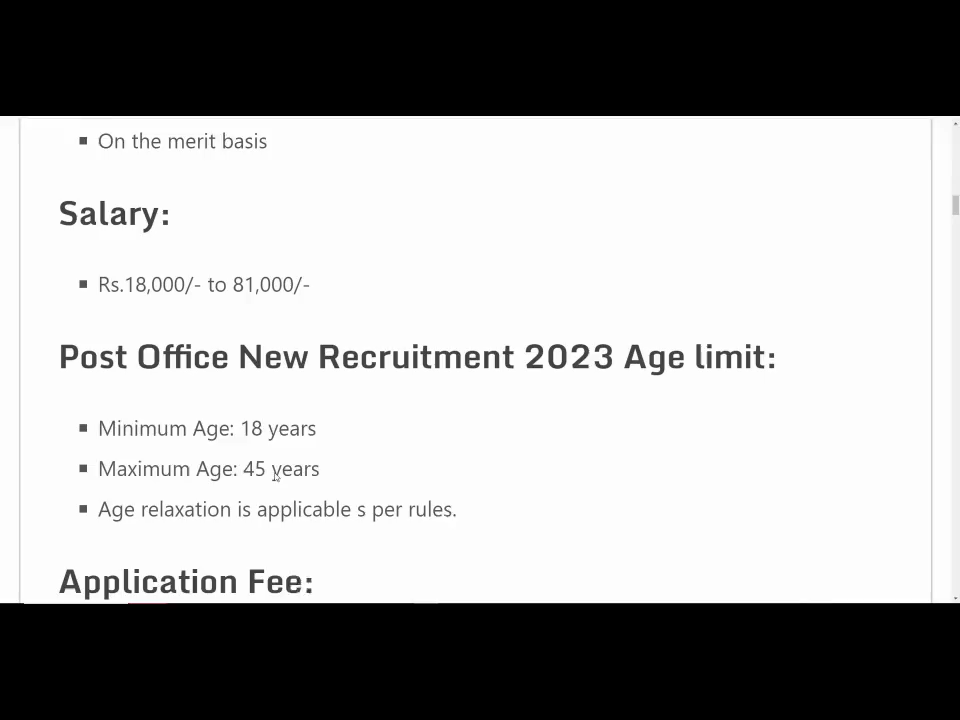 On the merit basis
Salary:
Rs.18,000/- to 81,000/-
Post Office New Recruitment 2023 Age limit:
Minimum Age: 18 years
Maximum Age: 45 years
Age relaxation is applicable s per rules.
Application Fee: